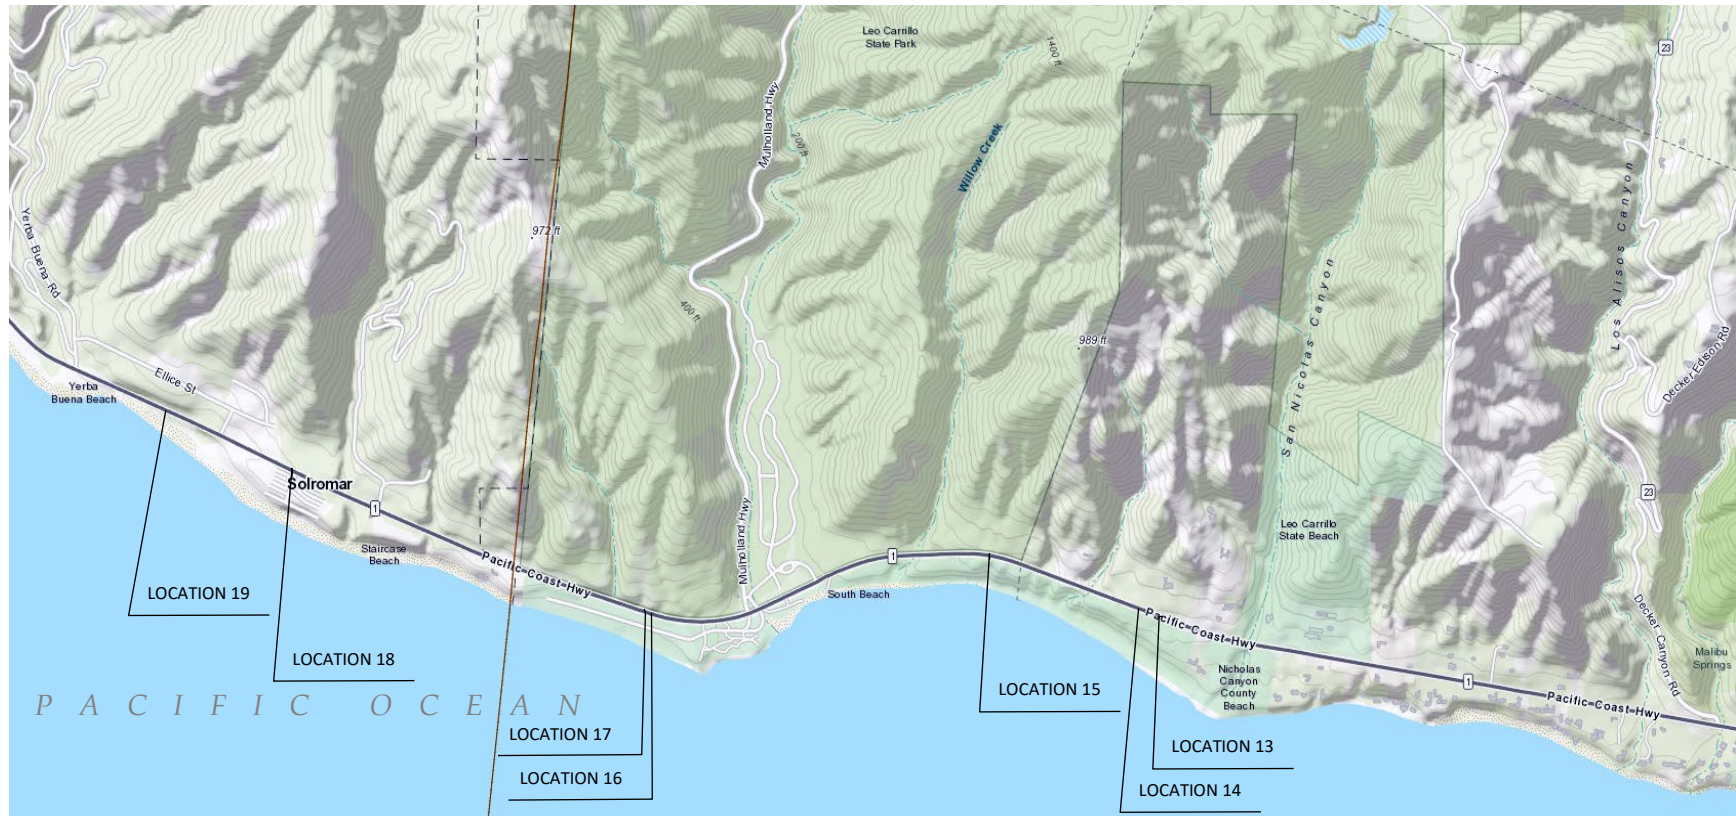 Leo Carrillo
State Park
1400 ft
23
Mulholland Hwy
200 ft
Willow Creek
Los Alisos Canyon
Yerba Buena Rd
972 ft
San Nicolas Canyon
400 ft
989 ft
Decker Edison Rd
Ellice St
Yerba
Buena Beach
Solromar
1
23
Leo Carrillo
State Beach
Staircase
Beach
Pacific Coast Hwy
Mulholland Hwy
1
South Beach
LOCATION 19
Pacific Coast Hwy
Decker Canyon Rd
LOCATION 18
Malibu
Springs
Nicholas
Canyon
County
Beach
1
LOCATION 15
Pacific Coast Hwy
PACIFIC OCEAN
LOCATION 17
LOCATION 13
LOCATION 16
LOCATION 14